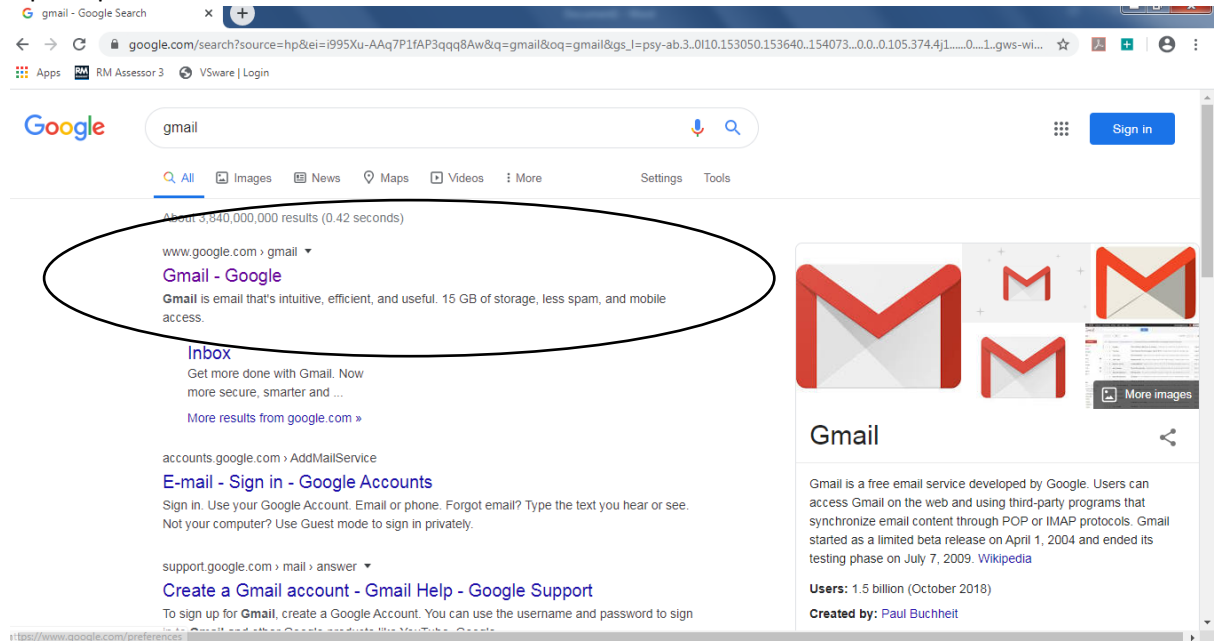 gmail - Google Search
google.com/search?source=hp&ei=i995Xu-AAq7P1fAP3qqq8Aw&q=gmail&oq=gmail&gs_l=psy-ab.3..0l10.153050.153640..154073...0.0..0.105.374.4j1......0....1..gws-wi...
Apps RM RM Assessor 3 VSware | Login
Google gmail Sign in
All Images News Maps Videos More Settings Tools
About 3,840,000,000 results (0.42 seconds)
www.google.com › gmail
Gmail - Google
Gmail is email that's intuitive, efficient, and useful. 15 GB of storage, less spam, and mobile
access.
Inbox
Get more done with Gmail. Now
more secure, smarter and ...
More results from google.com »
accounts.google.com › AddMailService
E-mail - Sign in - Google Accounts
Sign in. Use your Google Account. Email or phone. Forgot email? Type the text you hear or see.
Not your computer? Use Guest mode to sign in privately.
support.google.com › mail › answer
Create a Gmail account - Gmail Help - Google Support
To sign up for Gmail, create a Google Account. You can use the username and password to sign
in to Gmail and other Google products like YouTube, Google
https://www.google.com/preferences
More images
Gmail
Gmail is a free email service developed by Google. Users can
access Gmail on the web and using third-party programs that
synchronize email content through POP or IMAP protocols. Gmail
started as a limited beta release on April 1, 2004 and ended its
testing phase on July 7, 2009. Wikipedia
Users: 1.5 billion (October 2018)
Created by: Paul Buchheit